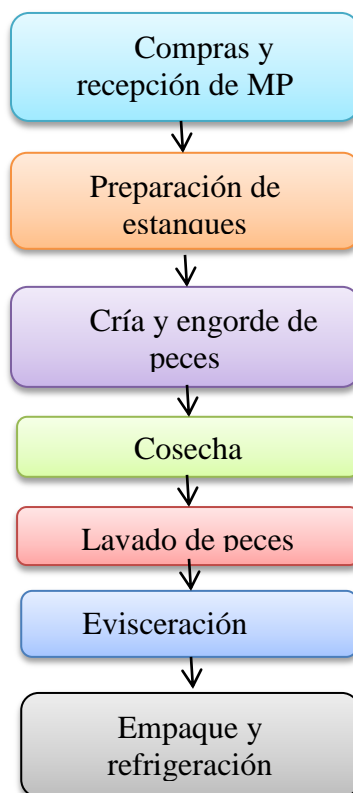 Compras y
recepción de MP
Preparación de
estanques
Cría y engorde de
peces
Cosecha
Lavado de peces
Evisceración
Empaque y
refrigeración